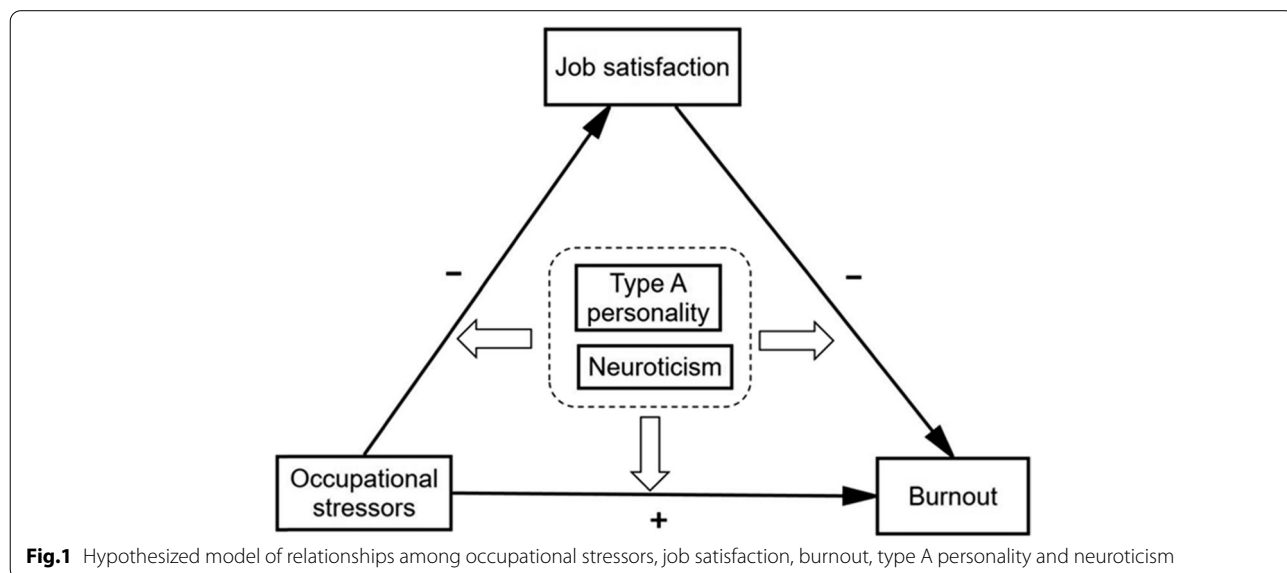 Job satisfaction
–
–
Type A
personality
Neuroticism
Occupational
stressors
+
Burnout
Fig.1 Hypothesized model of relationships among occupational stressors, job satisfaction, burnout, type A personality and neuroticism